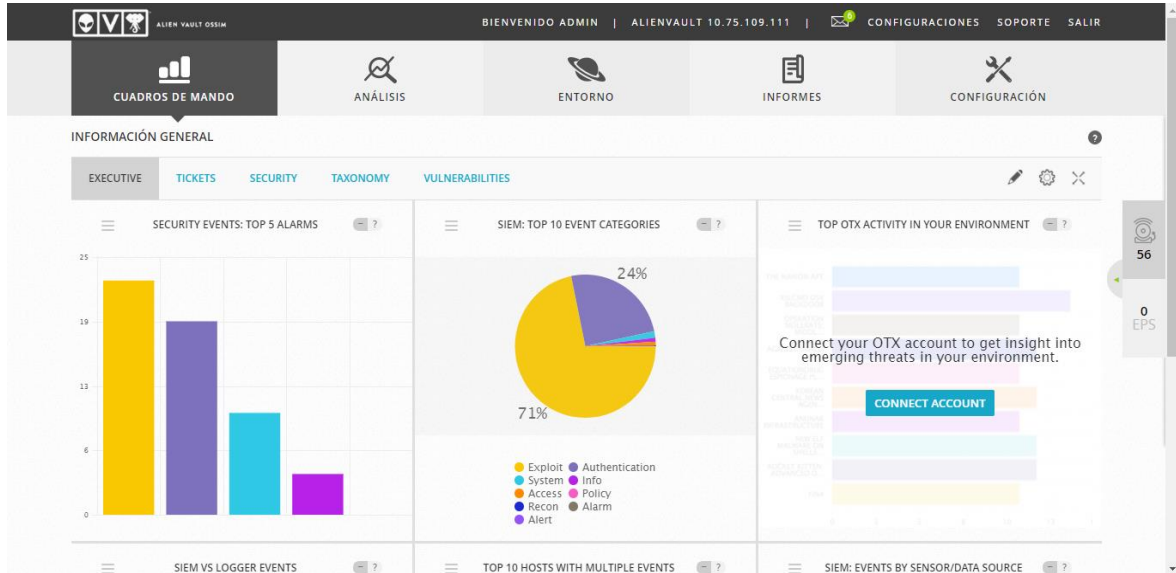 ALIEN VAULT OSSIM
BIENVENIDO ADMIN | ALIENVAULT 10.75.109.111 | 0 CONFIGURACIONES SOPORTE SALIR
CUADROS DE MANDO ANÁLISIS ENTORNO INFORMES CONFIGURACIÓN
INFORMACIÓN GENERAL ?
EXECUTIVE TICKETS SECURITY TAXONOMY VULNERABILITIES
SECURITY EVENTS: TOP 5 ALARMS – ?
25
19
13
6
0
SIEM: TOP 10 EVENT CATEGORIES – ?
24%
71%
Exploit Authentication
System Info
Access Policy
Recon Alarm
Alert
TOP OTX ACTIVITY IN YOUR ENVIRONMENT – ?
Connect your OTX account to get insight into
emerging threats in your environment.
CONNECT ACCOUNT
56
0
EPS
SIEM VS LOGGER EVENTS – ?
TOP 10 HOSTS WITH MULTIPLE EVENTS – ?
SIEM: EVENTS BY SENSOR/DATA SOURCE – ?